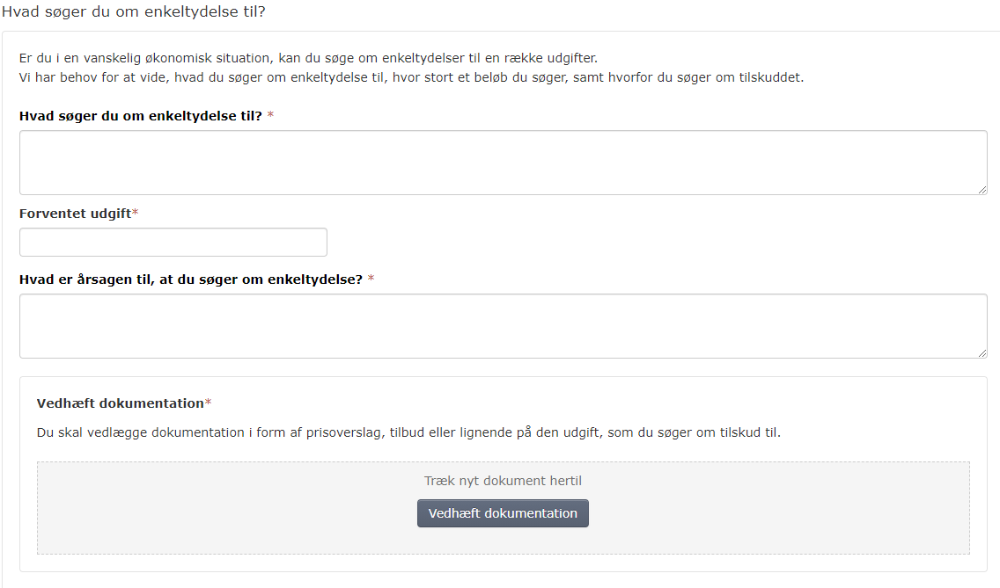 Hvad søger du om enkeltydelse til?
Er du i en vanskelig økonomisk situation, kan du søge om enkeltydelser til en række udgifter.
Vi har behov for at vide, hvad du søger om enkeltydelse til, hvor stort et beløb du søger, samt hvorfor du søger om tilskuddet.
Hvad søger du om enkeltydelse til? *
Forventet udgift*
Hvad er årsagen til, at du søger om enkeltydelse? *
Vedhæft dokumentation*
Du skal vedlægge dokumentation i form af prisoverslag, tilbud eller lignende på den udgift, som du søger om tilskud til.
Træk nyt dokument hertil
Vedhæft dokumentation